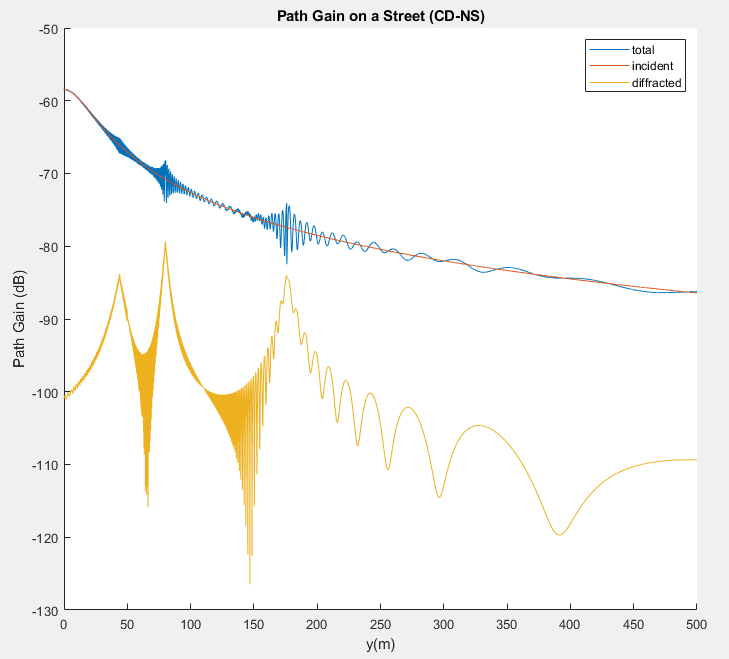 Path Gain on a Street (CD-NS)
total
incident
diffracted
-50
-60
-70
-80
-90
-100
-110
-120
-130
Path Gain (dB)
0 50 100 150 200 250 300 350 400 450 500
y(m)